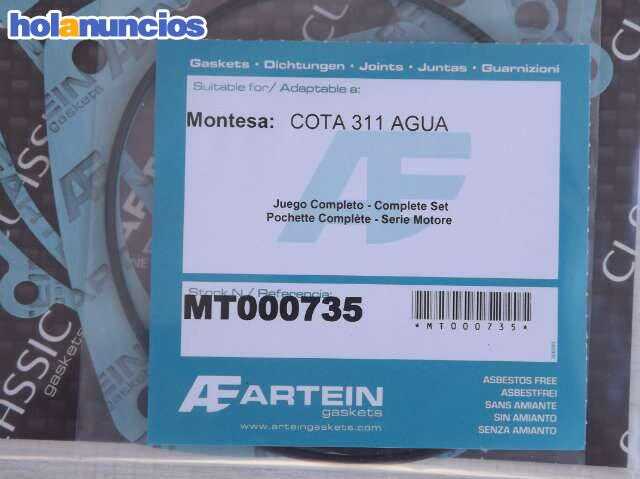 holanuncios
Gaskets · Dichtungen · Joints · Juntas · Guarnizioni
Suitable for/ Adaptable a:
Montesa: COTA 311 AGUA
Juego Completo - Complete Set
Pochette Complète - Serie Motore
Stock N./ Referencia:
MT000735
*MT000735*
ARTEIN
gaskets
www.arteingaskets.com
ASBESTOS FREE
ASBESTFREI
SANS AMIANTE
SIN AMIANTO
SENZA AMIANTO
CLASSIC
ARTEIN
gaskets
CLASSIC